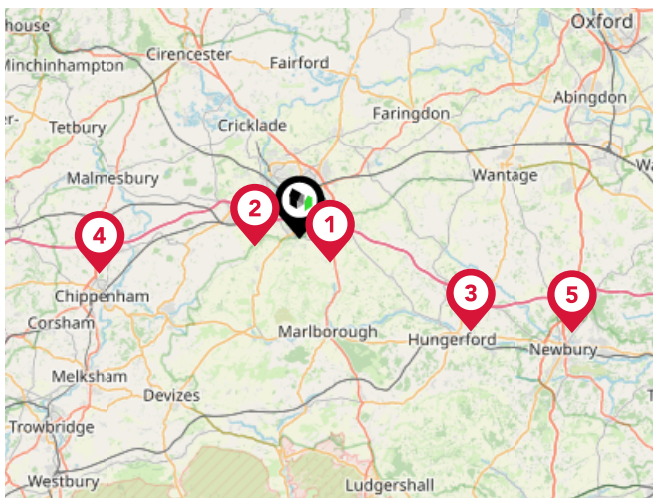 Oxford
house
Cirencester
Minchinhampton
Fairford
Abingdon
Faringdon
Cricklade
Tetbury
Wantage
Malmesbury
2
1
4
3
5
Chippenham
Corsham
Marlborough
Hungerford
Newbury
Melksham
Devizes
Trowbridge
Westbury
Ludgershall